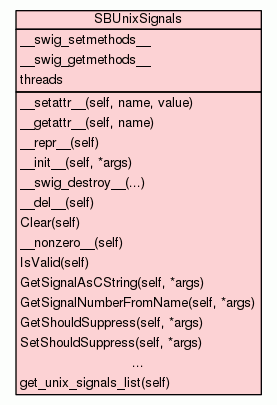 SBUnixSignals
__swig_setmethods__
__swig_getmethods__
threads
__setattr__(self, name, value)
__getattr__(self, name)
__repr__(self)
__init__(self, *args)
__swig_destroy__(...)
__del__(self)
Clear(self)
__nonzero__(self)
IsValid(self)
GetSignalAsCString(self, *args)
GetSignalNumberFromName(self, *args)
GetShouldSuppress(self, *args)
SetShouldSuppress(self, *args)
...
get_unix_signals_list(self)